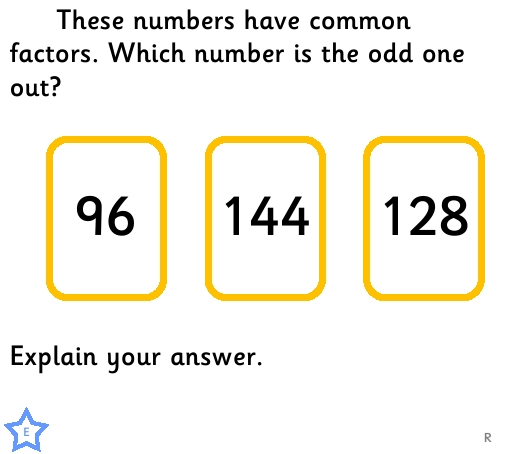 These numbers have common
factors. Which number is the odd one
out?
96 144 128
Explain your answer.
E
R